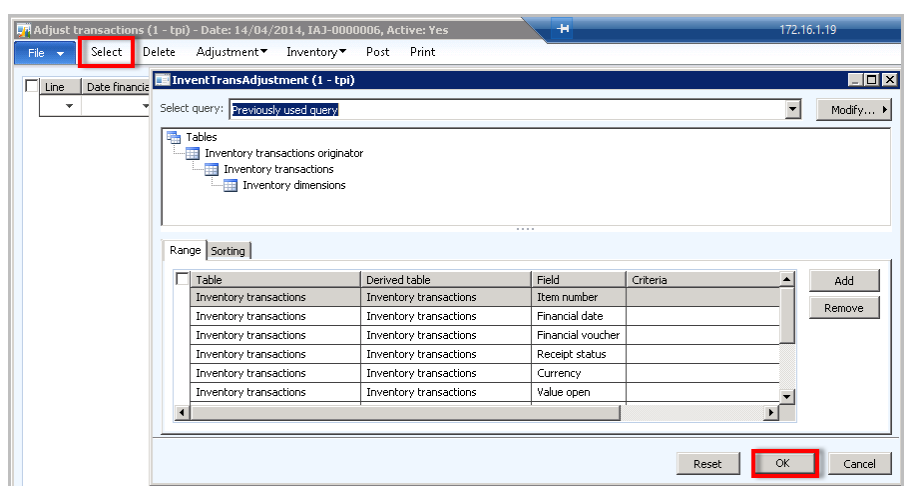 Adjust transactions (1 - tpi) - Date: 14/04/2014, IAJ-0000006, Active: Yes
172.16.1.19
File Select Delete Adjustment Inventory Post Print
Line Date financia
InventTransAdjustment (1 - tpi)
Select query: Previously used query Modify...
Tables
Inventory transactions originator
Inventory transactions
Inventory dimensions
Range Sorting
Table Derived table Field Criteria Add
Inventory transactions Inventory transactions Item number
Inventory transactions Inventory transactions Financial date Remove
Inventory transactions Inventory transactions Financial voucher
Inventory transactions Inventory transactions Receipt status
Inventory transactions Inventory transactions Currency
Inventory transactions Inventory transactions Value open
Reset OK Cancel